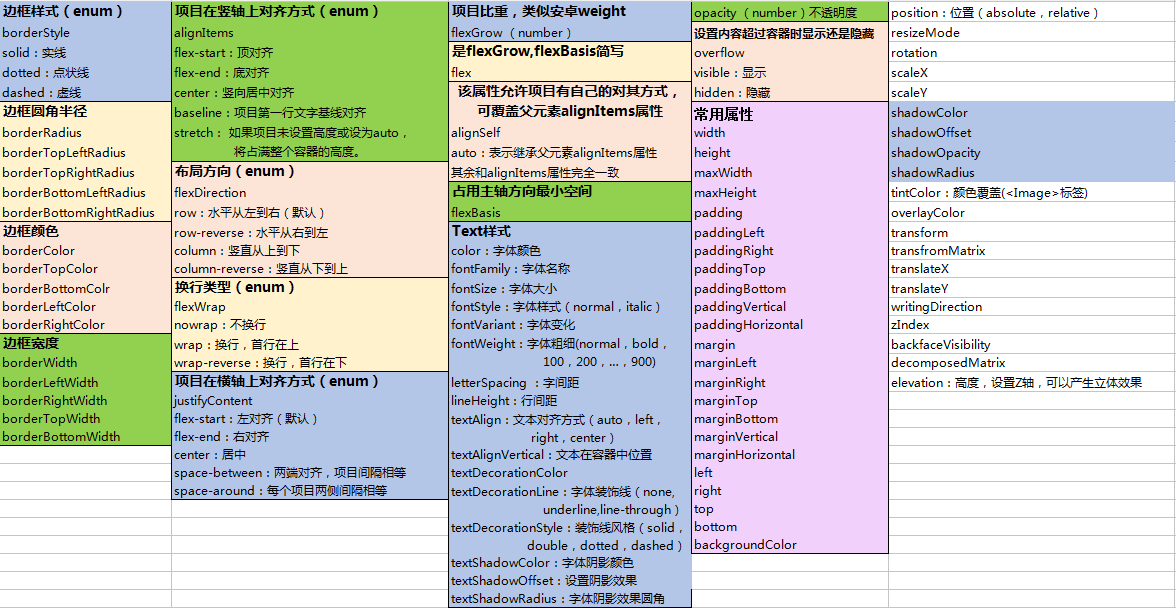 边框样式（enum ）
borderStyle
solid：实线
dotted：点状线
dashed：虚线
边框圆角半径
borderRadius
borderTopLeftRadius
borderTopRightRadius
borderBottomLeftRadius
borderBottomRightRadius
边框颜色
borderColor
borderTopColor
borderBottomColr
borderLeftColor
borderRightColor
边框宽度
borderWidth
borderLeftWidth
borderRightWidth
borderTopWidth
borderBottomWidth
项目在竖轴上对齐方式（enum ）
alignItems
flex-start：顶对齐
flex-end：底对齐
center：竖向居中对齐
baseline：项目第一行文字基线对齐
stretch： 如果项目未设置高度或设为auto，
将占满整个容器的高度。
布局方向（enum ）
flexDirection
row：水平从左到右（默认）
row-reverse：水平从右到左
column：竖直从上到下
column-reverse：竖直从下到上
换行类型（enum ）
flexWrap
nowrap：不换行
wrap：换行，首行在上
wrap-reverse：换行，首行在下
项目在横轴上对齐方式（enum ）
justifyContent
flex-start：左对齐（默认）
flex-end：右对齐
center：居中
space-between：两端对齐，项目间隔相等
space-around：每个项目两侧间隔相等
项目比重，类似安卓weight
flexGrow（number）
是flexGrow,flexBasis简写
flex
该属性允许项目有自己的对其方式，
可覆盖父元素alignItems属性
alignSelf
auto：表示继承父元素alignItems属性
其余和alignItems属性完全一致
占用主轴方向最小空间
flexBasis
Text样式
color：字体颜色
fontFamily：字体名称
fontSize：字体大小
fontStyle：字体样式（normal，italic）
fontVariant：字体变化
fontWeight：字体粗细(normal，bold，
100，200，...，900)
letterSpacing ：字间距
lineHeight：行间距
textAlign：文本对齐方式（auto，left，
right，center）
textAlignVertical：文本在容器中位置
textDecorationColor
textDecorationLine：字体装饰线（none,
underline,line-through）
textDecorationStyle：装饰线风格（solid，
double，dotted，dashed）
textShadowColor：字体阴影颜色
textShadowOffset：设置阴影效果
textShadowRadius：字体阴影效果圆角
opacity （number）不透明度
设置内容超过容器时显示还是隐藏
overflow
visible：显示
hidden：隐藏
常用属性
width
height
maxWidth
maxHeight
padding
paddingLeft
paddingRight
paddingTop
paddingBottom
paddingVertical
paddingHorizontal
margin
marginLeft
marginRight
marginTop
marginBottom
marginVertical
marginHorizontal
left
right
top
bottom
backgroundColor
position：位置（absolute，relative）
resizeMode
rotation
scaleX
scaleY
shadowColor
shadowOffset
shadowOpacity
shadowRadius
tintColor：颜色覆盖(<Image>标签)
overlayColor
transform
transfromMatrix
translateX
translateY
writingDirection
zIndex
backfaceVisibility
decomposedMatrix
elevation：高度，设置Z轴，可以产生立体效果